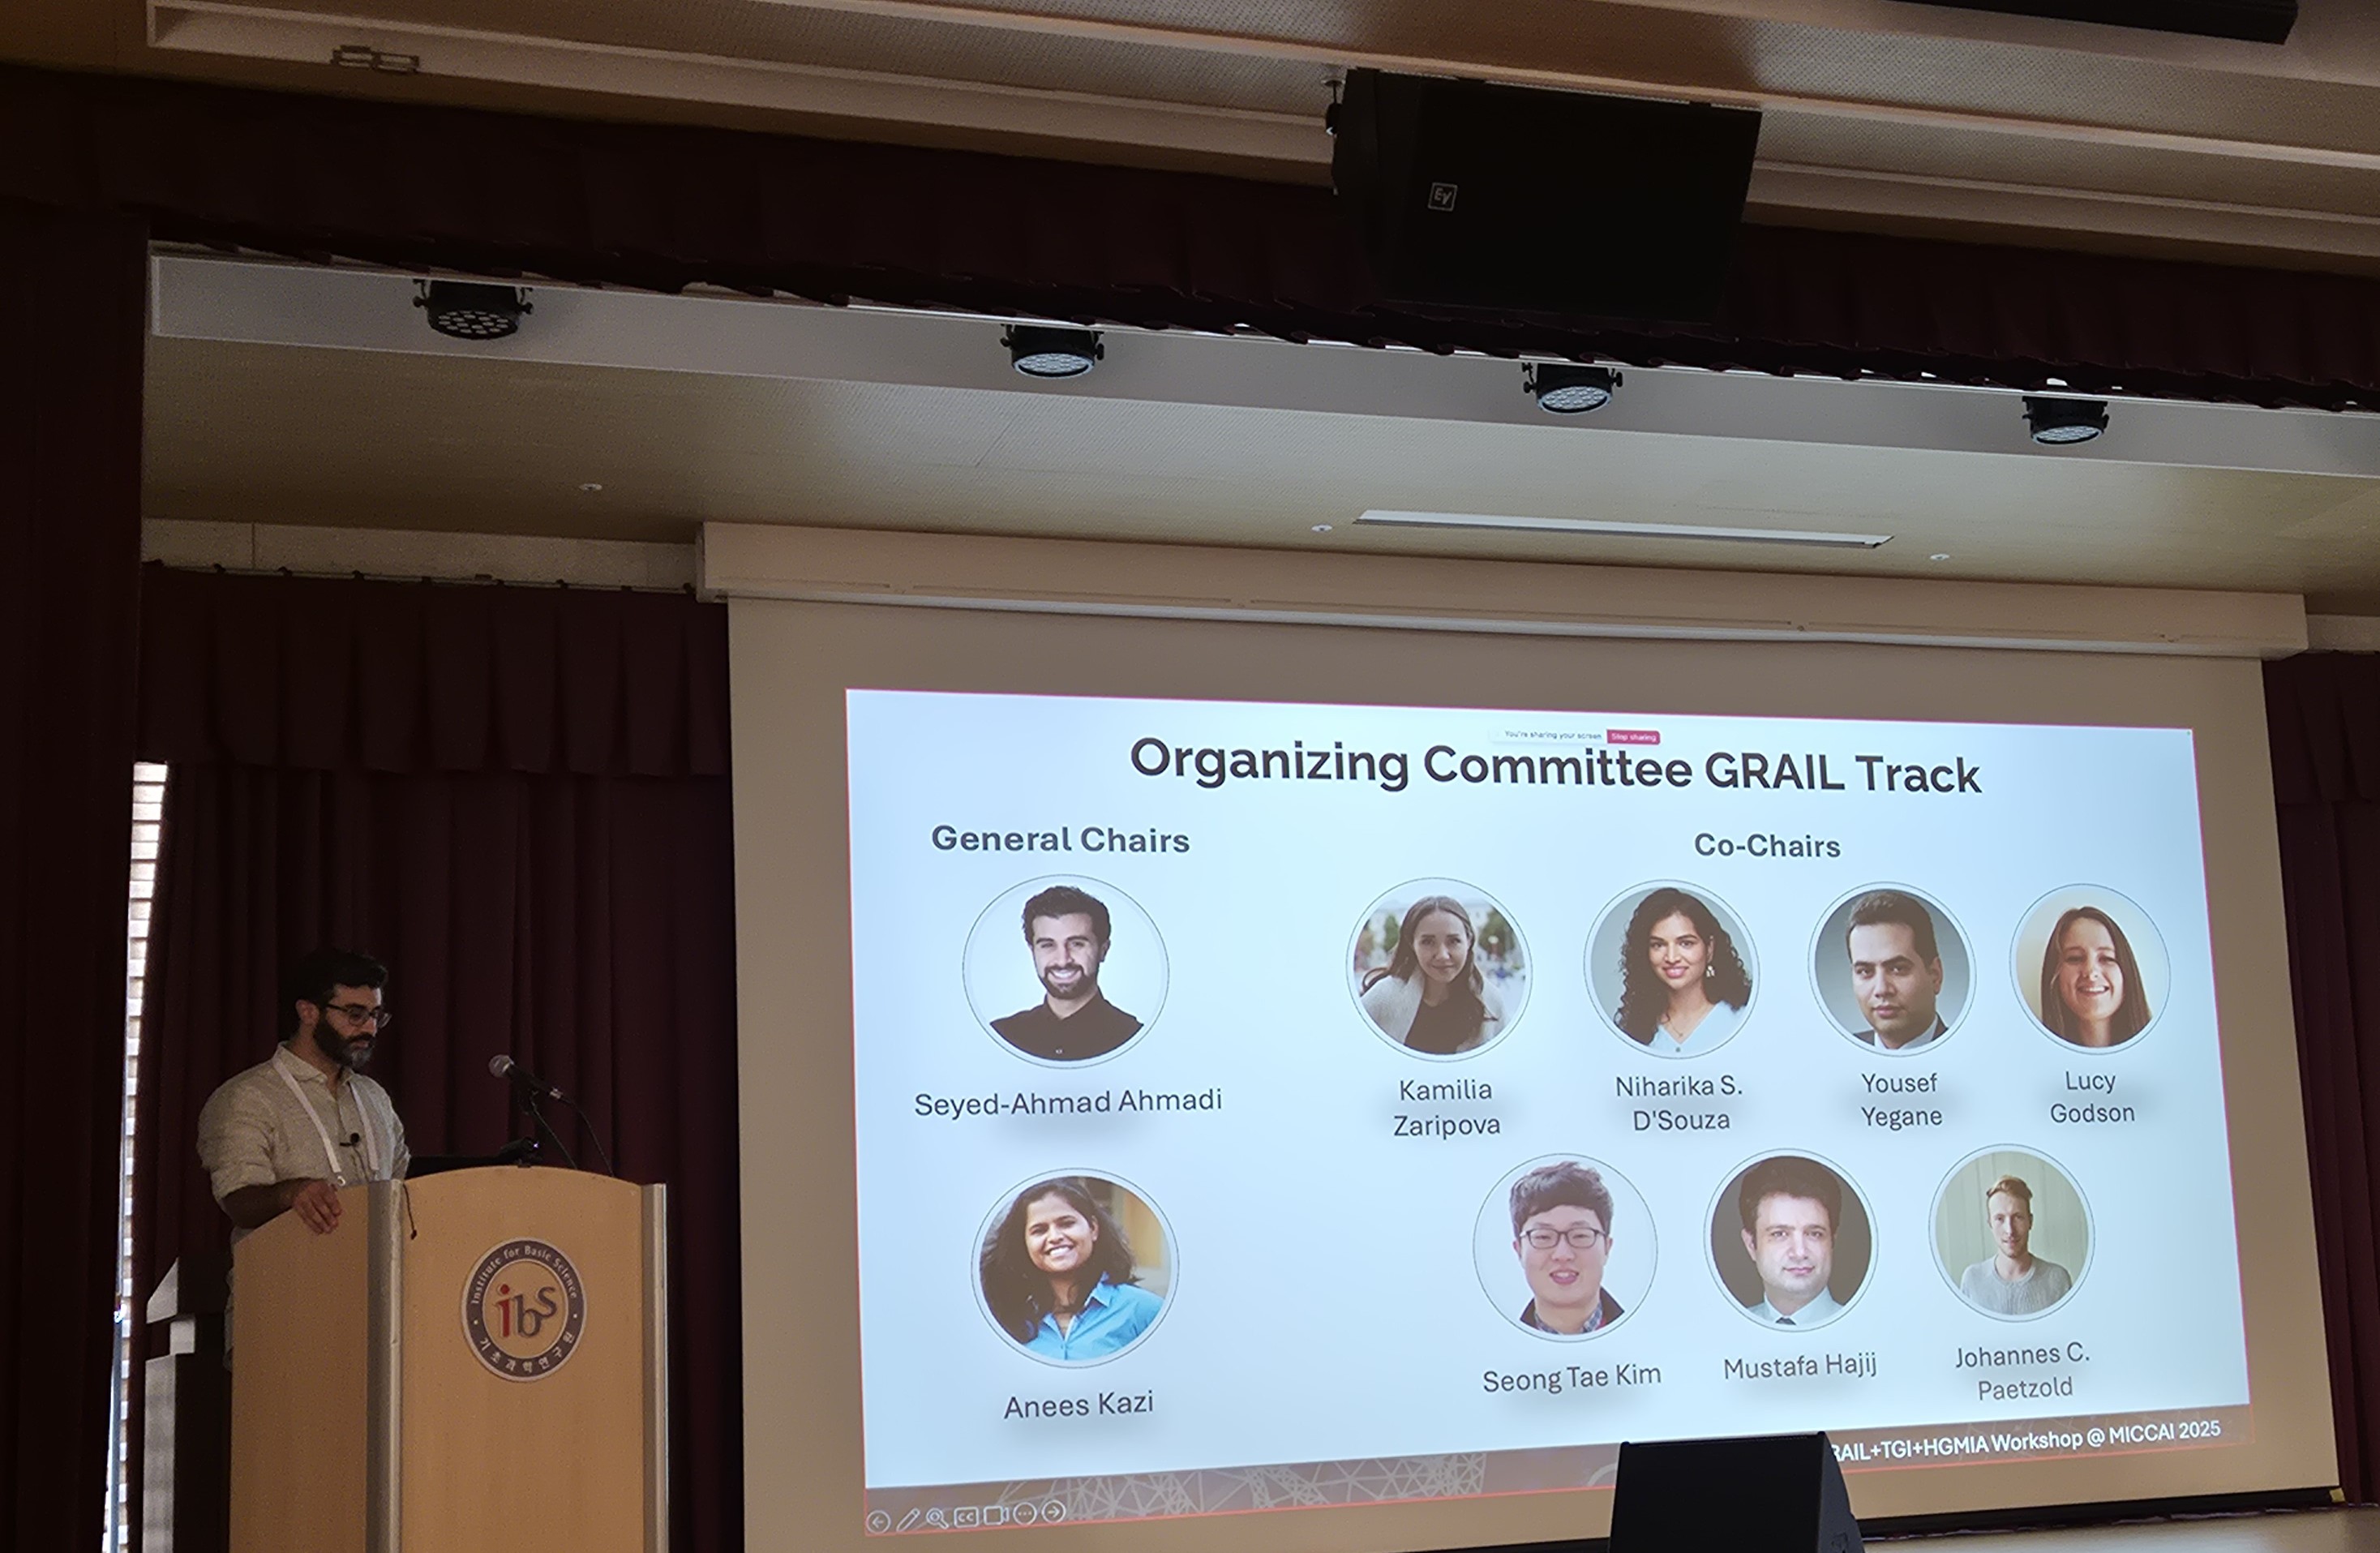 EV
You're sharing your screen Stop sharing
Organizing Committee GRAIL Track
General Chairs
Co-Chairs
Seyed-Ahmad Ahmadi
Kamilia
Zaripova
Niharika S.
D'Souza
Yousef
Yegane
Lucy
Godson
Anees Kazi
Seong Tae Kim
Mustafa Hajij
Johannes C.
Paetzold
RAIL+TGI+HGMIA Workshop @ MICCAI 2025
CC
Institute for Basic Science
ibs
기초과학연구원